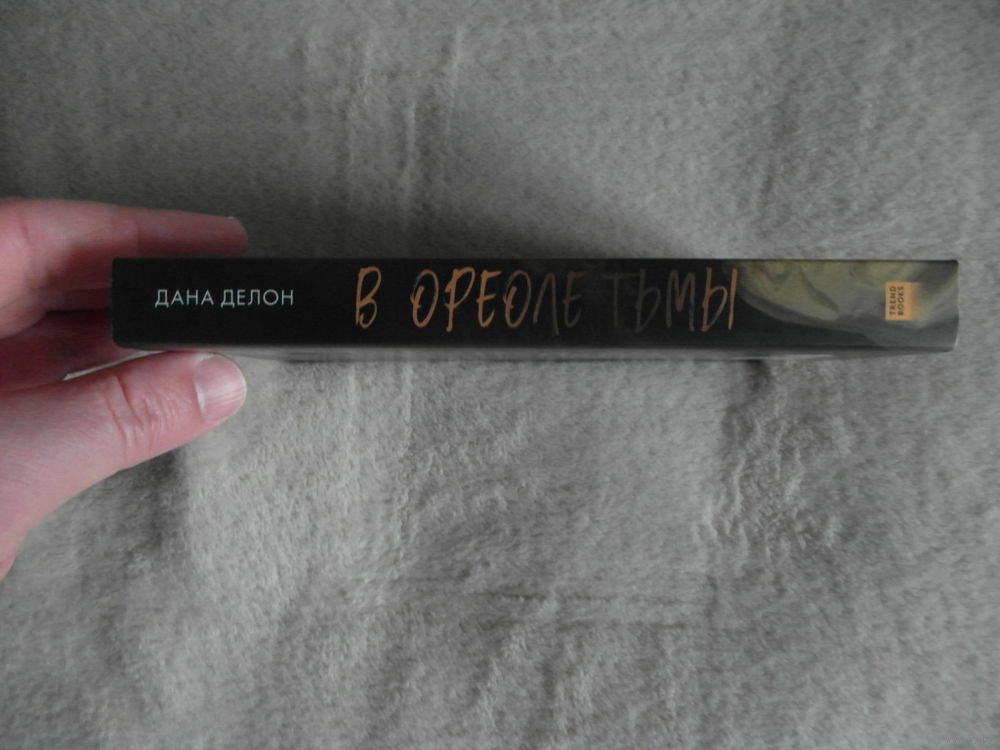 ДАНА ДЕЛОН
В ОРЕОЛЕ ТЬМЫ
TREND
BOOKS